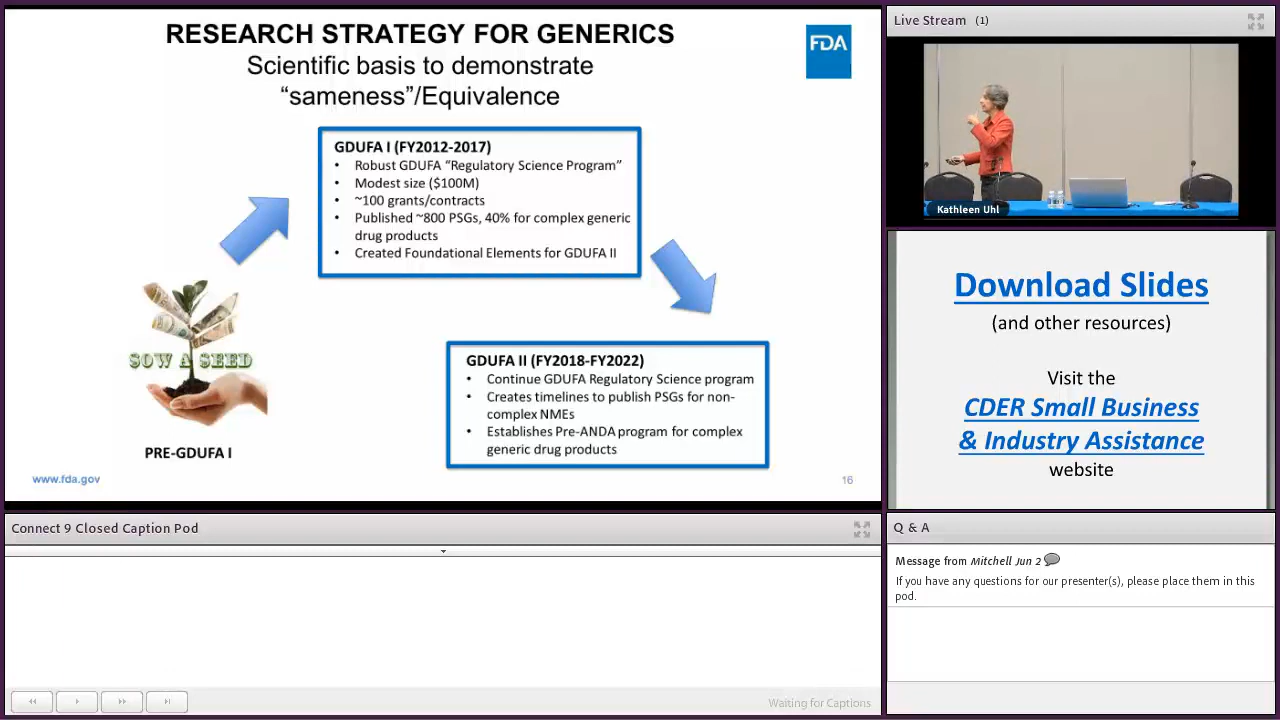 RESEARCH STRATEGY FOR GENERICS
Scientific basis to demonstrate
“sameness”/Equivalence
FDA
GDUFA I (FY2012-2017)
• Robust GDUFA “Regulatory Science Program”
• Modest size ($100M)
• ~100 grants/contracts
• Published ~800 PSGs, 40% for complex generic
drug products
• Created Foundational Elements for GDUFA II
SOW A SEED
PRE-GDUFA I
GDUFA II (FY2018-FY2022)
• Continue GDUFA Regulatory Science program
• Creates timelines to publish PSGs for non-
complex NMEs
• Establishes Pre-ANDA program for complex
generic drug products
www.fda.gov
16
Live Stream (1)
Kathleen Uhl
Download Slides
(and other resources)
Visit the
CDER Small Business
& Industry Assistance
website
Connect 9 Closed Caption Pod
Waiting for Captions
Q & A
Message from Mitchell Jun 2
If you have any questions for our presenter(s), please place them in this
pod.